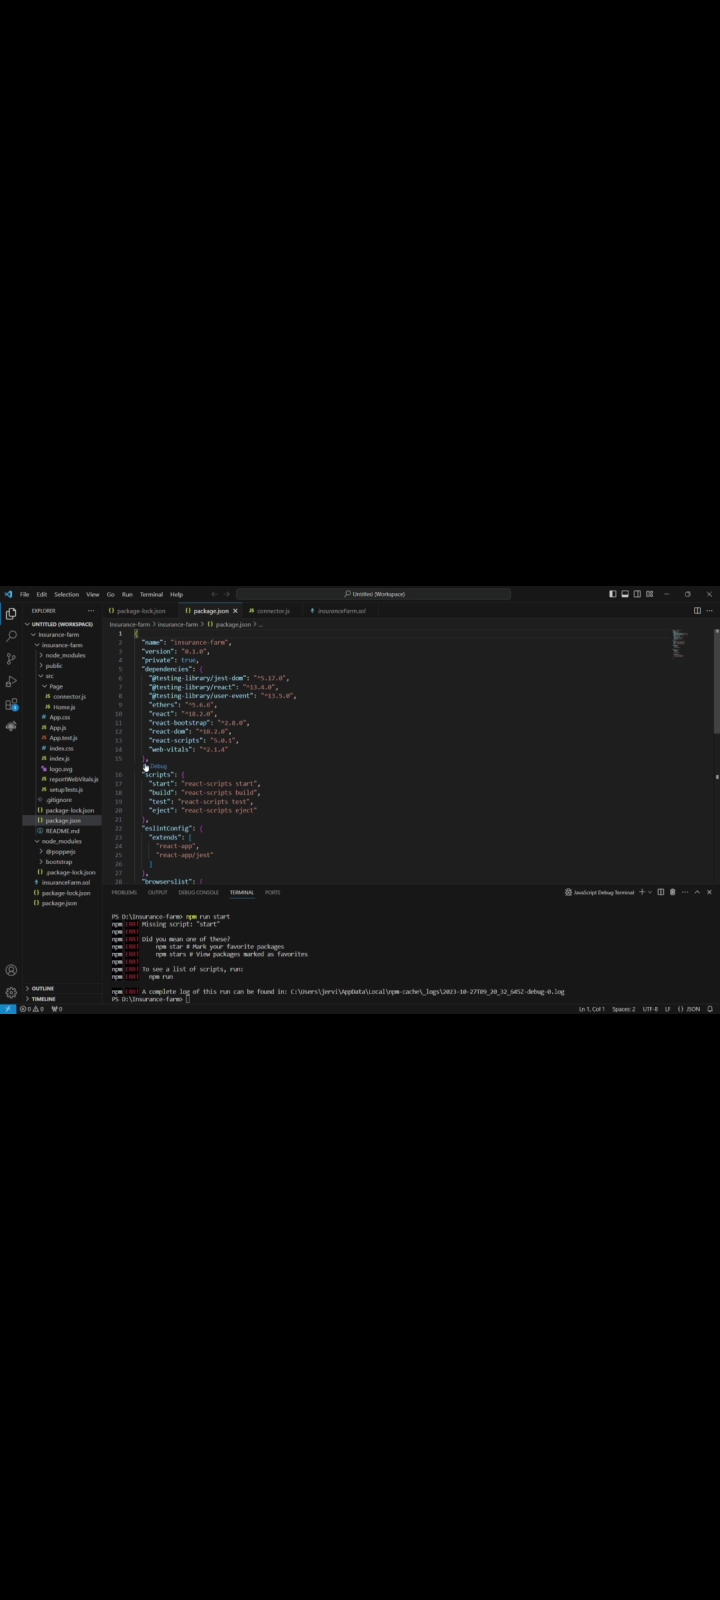 File Edit Selection View Go Run Terminal Help
Untitled (Workspace)
EXPLORER
package-lock.json
package.json
connector.js
insuranceFarm.sol
UNTITLED (WORKSPACE)
Insurance-farm > insurance-farm > package.json > ...
Insurance-farm
insurance-farm
node_modules
public
src
Page
connector.js
Home.js
App.css
App.js
App.test.js
index.css
index.js
logo.svg
reportWebVitals.js
setupTests.js
.gitignore
package-lock.json
package.json
README.md
node_modules
@popperjs
bootstrap
.package-lock.json
insuranceFarm.sol
package-lock.json
package.json
OUTLINE
TIMELINE
1 {
2 "name": "insurance-farm",
3 "version": "0.1.0",
4 "private": true,
5 "dependencies": {
6 "@testing-library/jest-dom": "^5.17.0",
7 "@testing-library/react": "^13.4.0",
8 "@testing-library/user-event": "^13.5.0",
9 "ethers": "^5.6.8",
10 "react": "^18.2.0",
11 "react-bootstrap": "^2.8.0",
12 "react-dom": "^18.2.0",
13 "react-scripts": "5.0.1",
14 "web-vitals": "^2.1.4"
15 },
Debug
16 "scripts": {
17 "start": "react-scripts start",
18 "build": "react-scripts build",
19 "test": "react-scripts test",
20 "eject": "react-scripts eject"
21 },
22 "eslintConfig": {
23 "extends": [
24 "react-app",
25 "react-app/jest"
26 ]
27 },
28 "browserslist": {
PROBLEMS OUTPUT DEBUG CONSOLE TERMINAL PORTS
JavaScript Debug Terminal
PS D:\Insurance-farm> npm run start
npm ERR! Missing script: "start"
npm ERR!
npm ERR! Did you mean one of these?
npm ERR! npm star # Mark your favorite packages
npm ERR! npm stars # View packages marked as favorites
npm ERR!
npm ERR! To see a list of scripts, run:
npm ERR! npm run
npm ERR! A complete log of this run can be found in: C:\Users\jervi\AppData\Local\npm-cache\_logs\2023-10-27T09_20_32_645Z-debug-0.log
PS D:\Insurance-farm>
0 0 0
Ln 1, Col 1 Spaces: 2 UTF-8 LF {} JSON